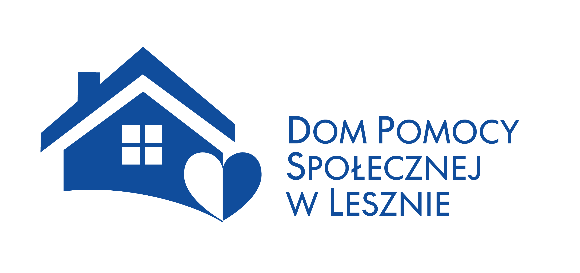 DOM POMOCY
SPOŁECZNEJ
W LESZNIE